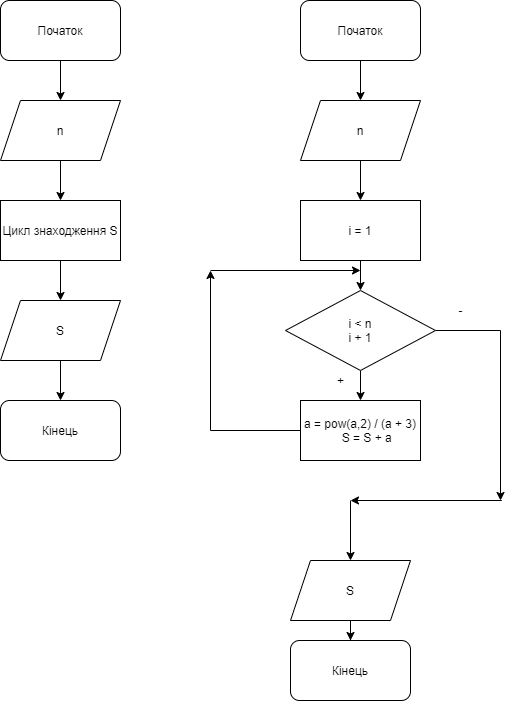 Початок
n
Цикл знаходження S
S
Кінець
Початок
n
i = 1
i < n
i + 1
-
+
a = pow(a,2) / (a + 3)
S = S + a
S
Кінець